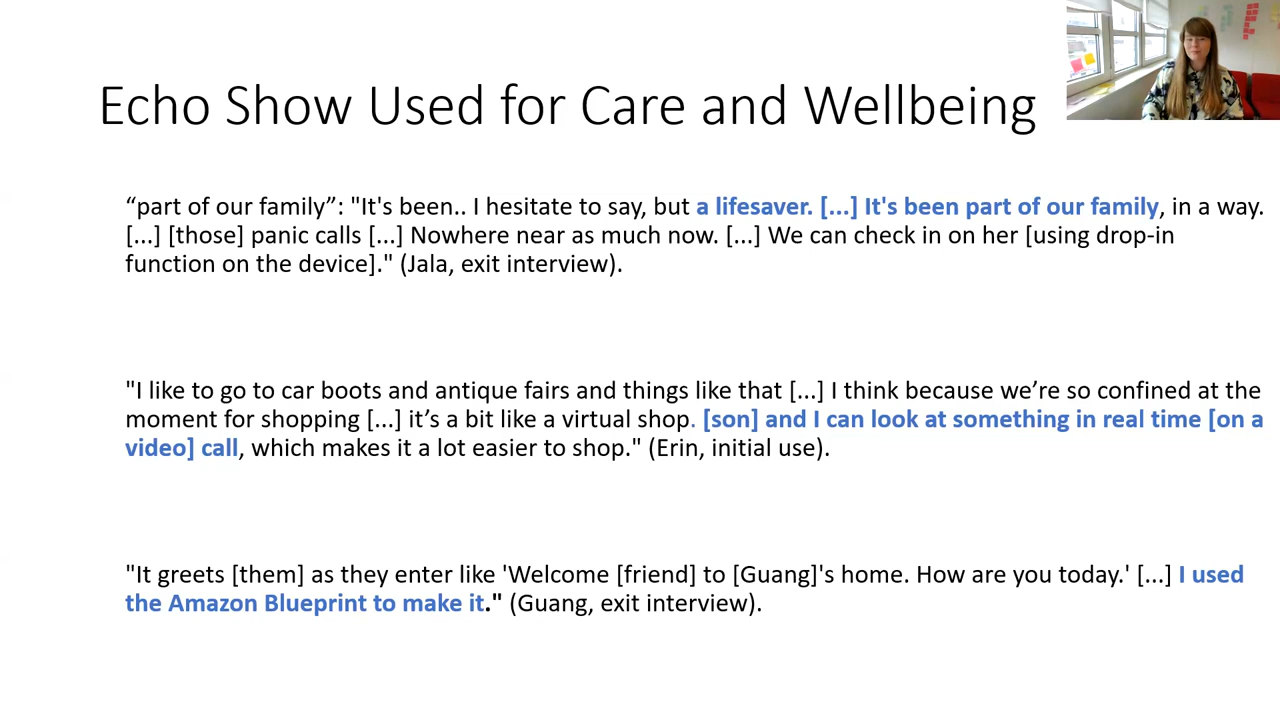 Echo Show Used for Care and Wellbeing
“part of our family”: "It's been.. I hesitate to say, but a lifesaver. [...] It's been part of our family, in a way.
[...] [those] panic calls [...] Nowhere near as much now. [...] We can check in on her [using drop-in
function on the device]." (Jala, exit interview).
"I like to go to car boots and antique fairs and things like that [...] I think because we’re so confined at the
moment for shopping [...] it’s a bit like a virtual shop. [son] and I can look at something in real time [on a
video] call, which makes it a lot easier to shop." (Erin, initial use).
"It greets [them] as they enter like 'Welcome [friend] to [Guang]'s home. How are you today.' [...] I used
the Amazon Blueprint to make it." (Guang, exit interview).